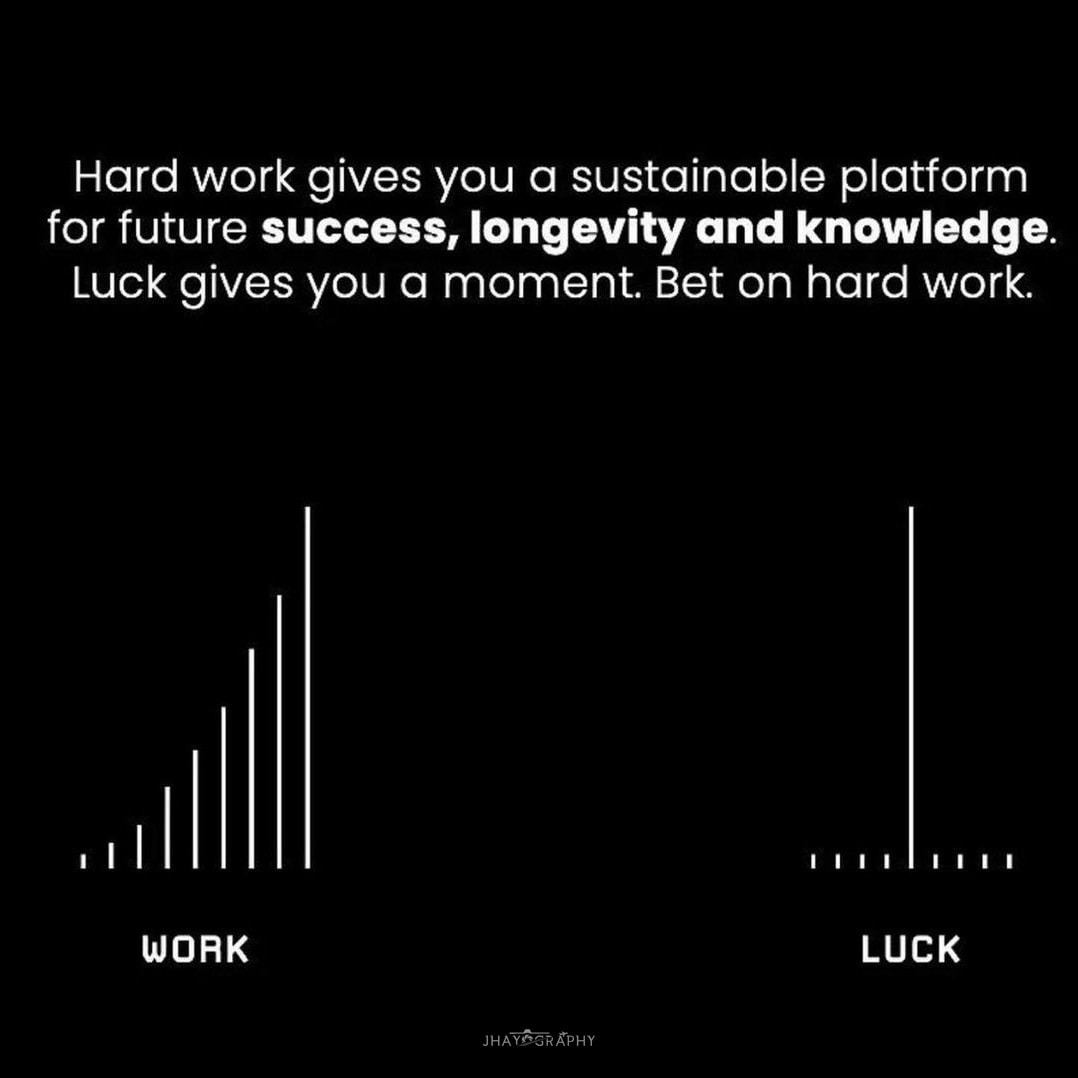 Hard work gives you a sustainable platform
for future success, longevity and knowledge.
Luck gives you a moment. Bet on hard work.
WORK
LUCK
JHAYOGRAPHY